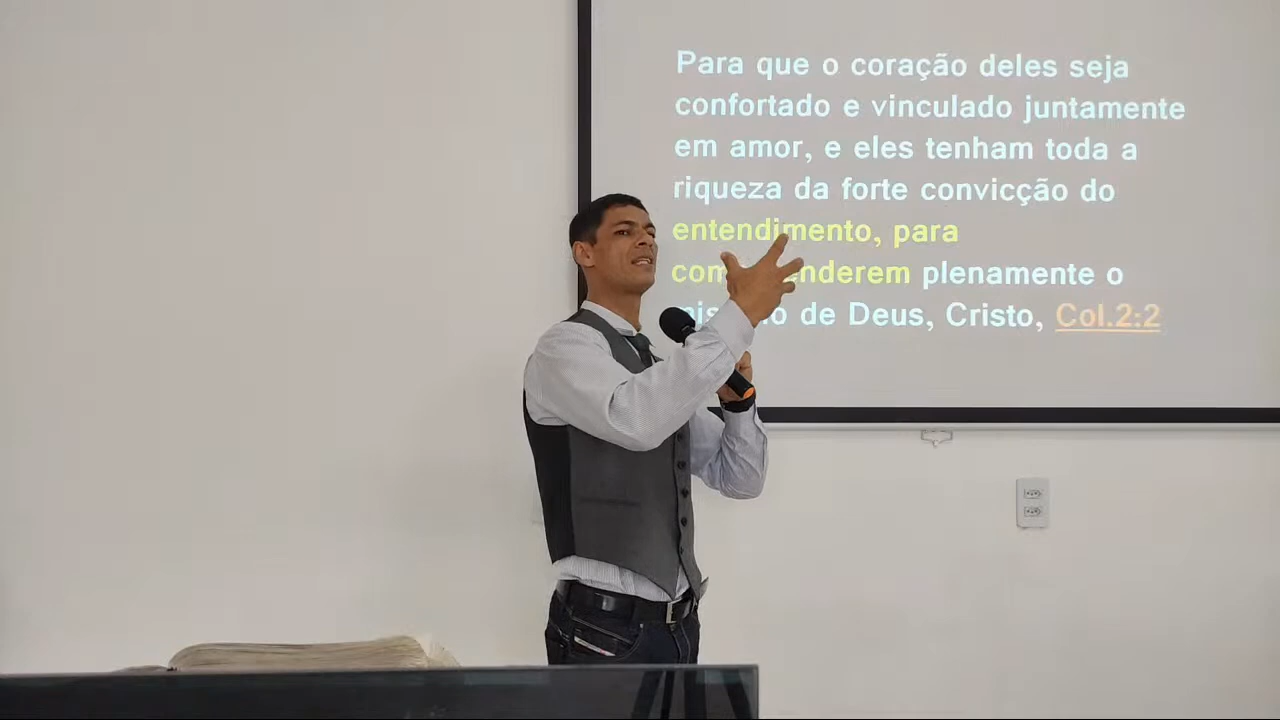 Para que o coração deles seja
confortado e vinculado juntamente
em amor, e eles tenham toda a
riqueza da forte convicção do
entendimento, para
plenamente o
de Deus, Cristo, Col.2:2